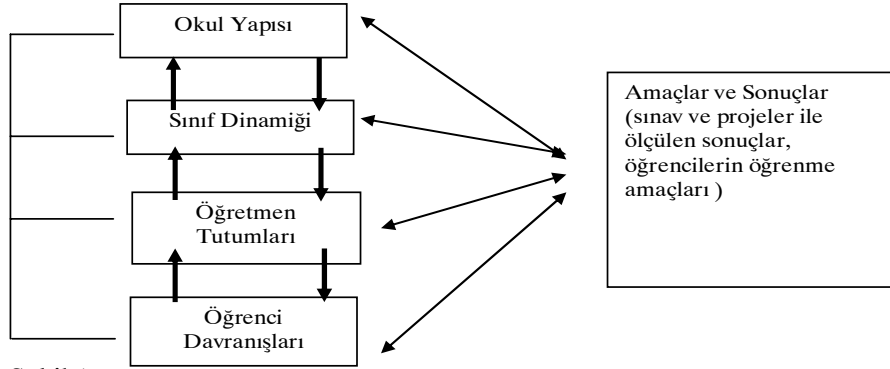 Okul Yapısı
Sınıf Dinamiği
Öğretmen
Tutumları
Öğrenci
Davranışları
Amaçlar ve Sonuçlar
(sınav ve projeler ile
ölçülen sonuçlar,
öğrencilerin öğrenme
amaçları )